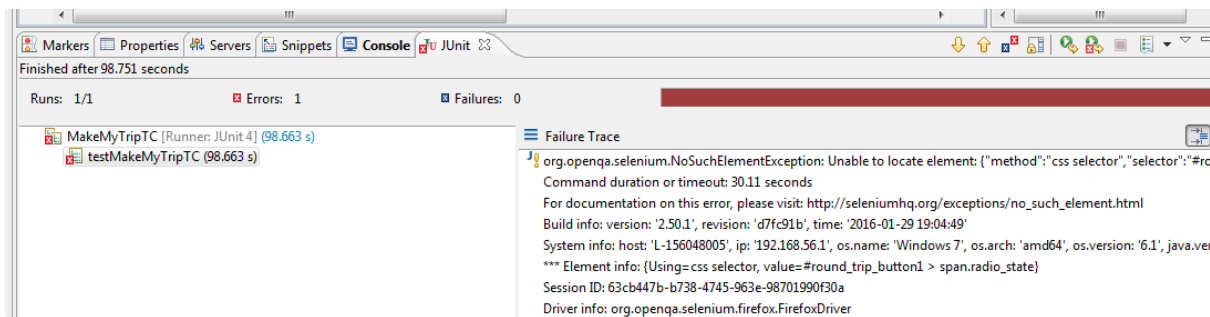 Markers Properties Servers Snippets Console JUnit
Finished after 98.751 seconds
Runs: 1/1 Errors: 1 Failures: 0
MakeMyTripTC [Runner: JUnit 4] (98.663 s)
testMakeMyTripTC (98.663 s)
Failure Trace
org.openqa.selenium.NoSuchElementException: Unable to locate element: {"method":"css selector","selector":"#ro
Command duration or timeout: 30.11 seconds
For documentation on this error, please visit: http://seleniumhq.org/exceptions/no_such_element.html
Build info: version: '2.50.1', revision: 'd7fc91b', time: '2016-01-29 19:04:49'
System info: host: 'L-156048005', ip: '192.168.56.1', os.name: 'Windows 7', os.arch: 'amd64', os.version: '6.1', java.ver
*** Element info: {Using=css selector, value=#round_trip_button1 > span.radio_state}
Session ID: 63cb447b-b738-4745-963e-98701990f30a
Driver info: org.openqa.selenium.firefox.FirefoxDriver